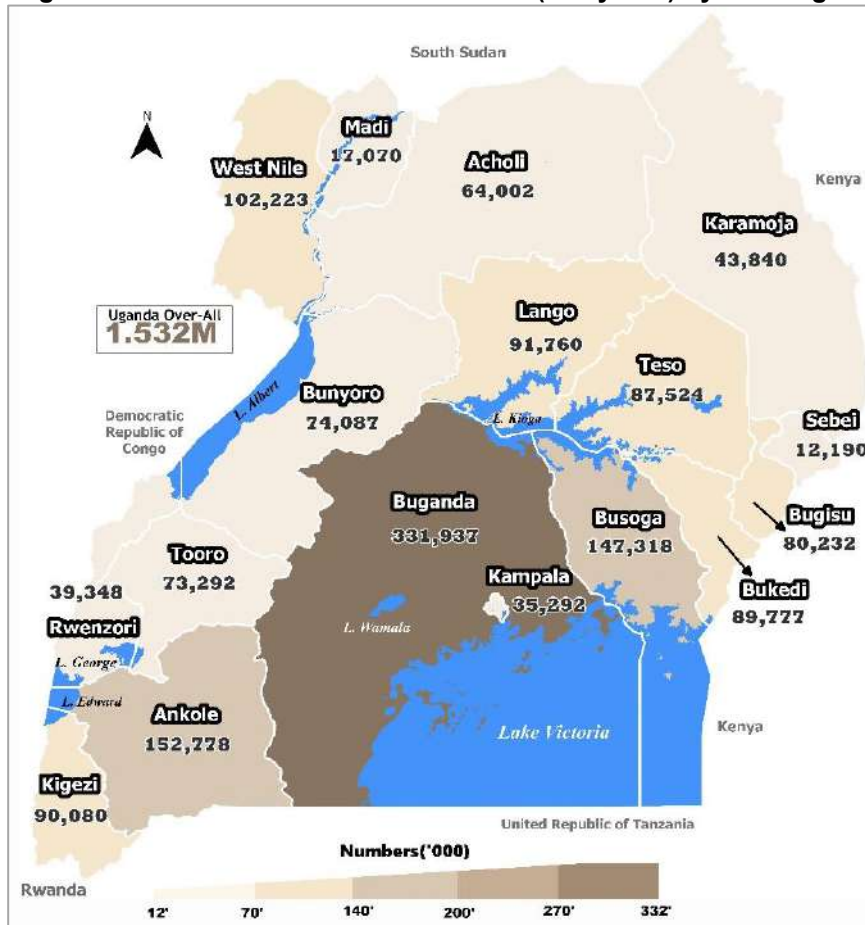 South Sudan
N
Madi
17,070
West Nile
102,223
Acholi
64,002
Kenya
Karamoja
43,840
Uganda Over-All
1.532M
Lango
91,760
Teso
87,524
L. Albert
Bunyoro
74,087
L. Kioga
Democratic
Republic of
Congo
Sebei
12,190
Buganda
331,937
Busoga
147,318
Bugisu
80,232
Tooro
73,292
39,348
Rwenzori
Kampala
35,292
Bukedi
89,777
L. Wamala
L. George
L. Edward
Ankole
152,778
Lake Victoria
Kenya
Kigezi
90,080
United Republic of Tanzania
Numbers('000)
Rwanda
12' 70' 140' 200' 270' 332'